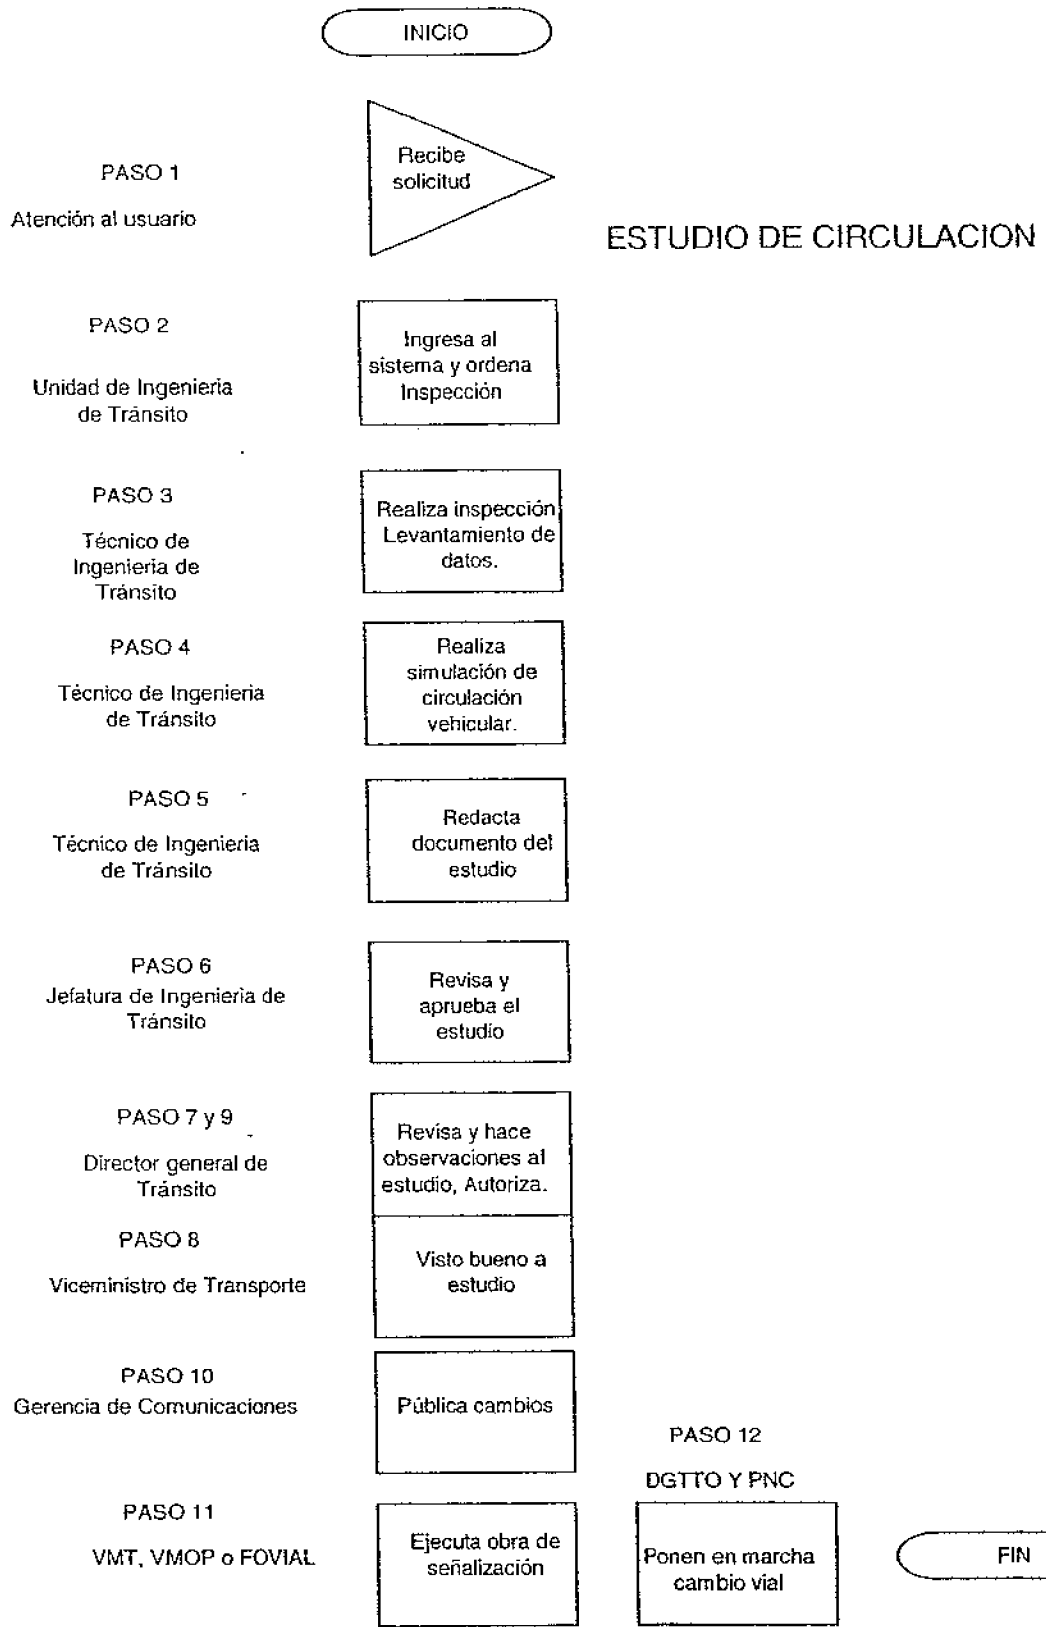 INICIO
PASO 1
Atención al usuario
Recibe
solicitud
ESTUDIO DE CIRCULACION
PASO 2
Unidad de Ingenieria
de Tránsito
Ingresa al
sistema y ordena
Inspección
PASO 3
Técnico de
Ingenieria de
Tránsito
Realiza inspección
Levantamiento de
datos.
PASO 4
Técnico de Ingenieria
de Tránsito
Realiza
simulación de
circulación
vehicular.
PASO 5
Técnico de Ingenieria
de Tránsito
Redacta
documento del
estudio
PASO 6
Jefatura de Ingeniería de
Tránsito
Revisa y
aprueba el
estudio
PASO 7 y 9
Director general de
Tránsito
Revisa y hace
observaciones al
estudio, Autoriza.
PASO 8
Viceministro de Transporte
Visto bueno a
estudio
PASO 10
Gerencia de Comunicaciones
Pública cambios
PASO 11
VMT, VMOP o FOVIAL
Ejecuta obra de
señalización
PASO 12
DGTTO Y PNC
Ponen en marcha
cambio vial
FIN